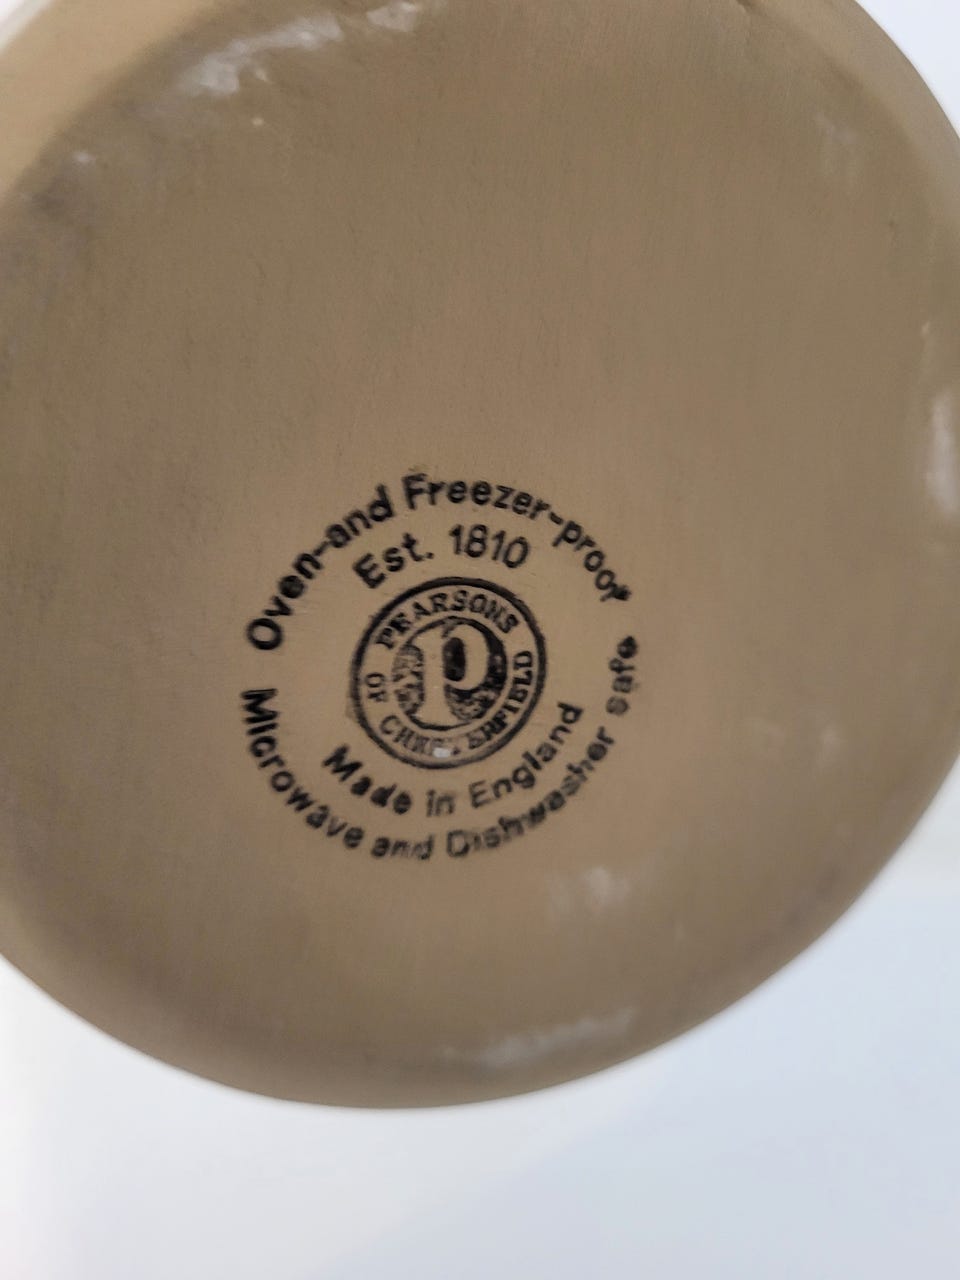 Oven-and Freezer-proof
Est. 1810
PEARSONS
P
OF CHESTERFIELD
Made in England
Microwave and Dishwasher safe